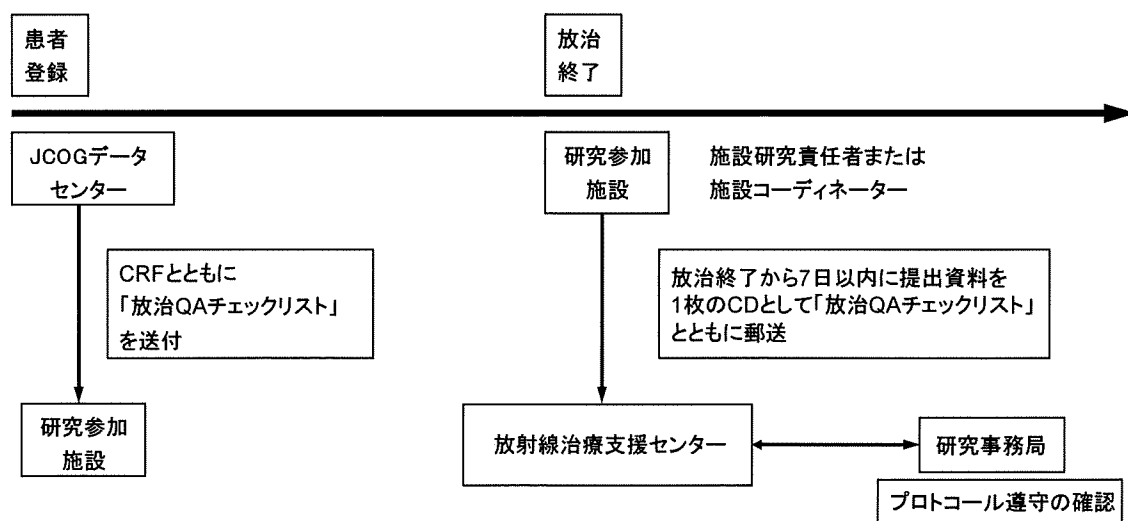 患者
登録
放治
終了
JCOGデータ
センター
研究参加
施設
施設研究責任者または
施設コーディネーター
CRFとともに
「放治QAチェックリスト」
を送付
放治終了から7日以内に提出資料を
1枚のCDとして「放治QAチェックリスト」
とともに郵送
研究参加
施設
放射線治療支援センター
研究事務局
プロトコール遵守の確認